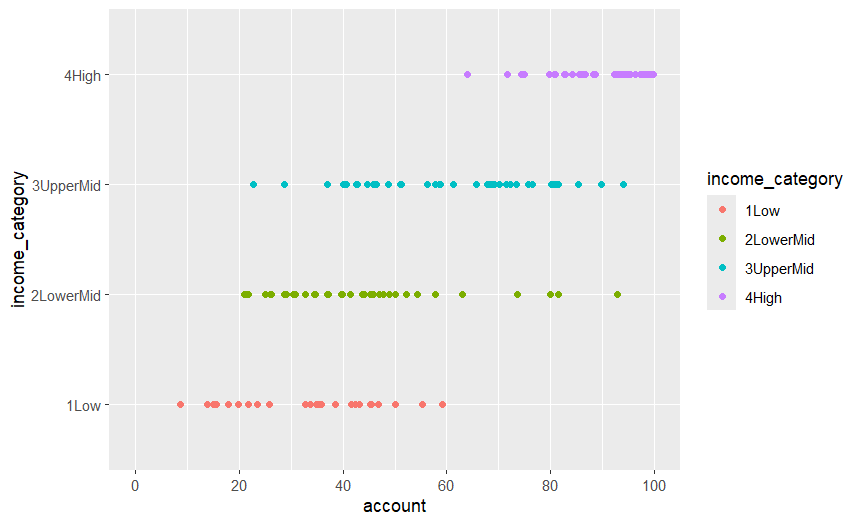 income_category
4High
3UpperMid
2LowerMid
1Low
0 20 40 60 80 100
account
income_category
1Low
2LowerMid
3UpperMid
4High